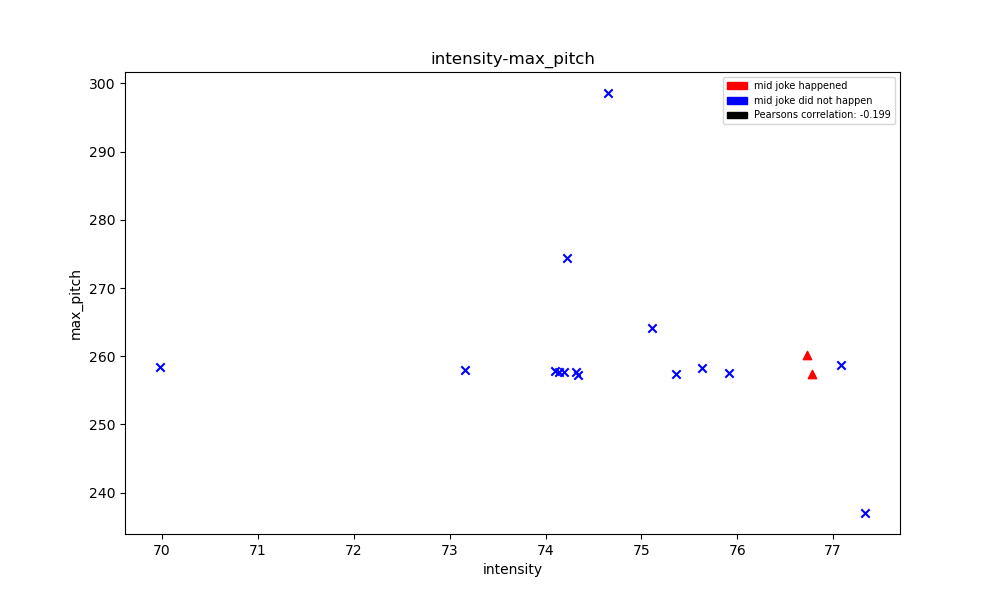 intensity-max_pitch
mid joke happened
mid joke did not happen
Pearsons correlation: -0.199
300
290
280
270
260
250
240
max_pitch
70 71 72 73 74 75 76 77
intensity